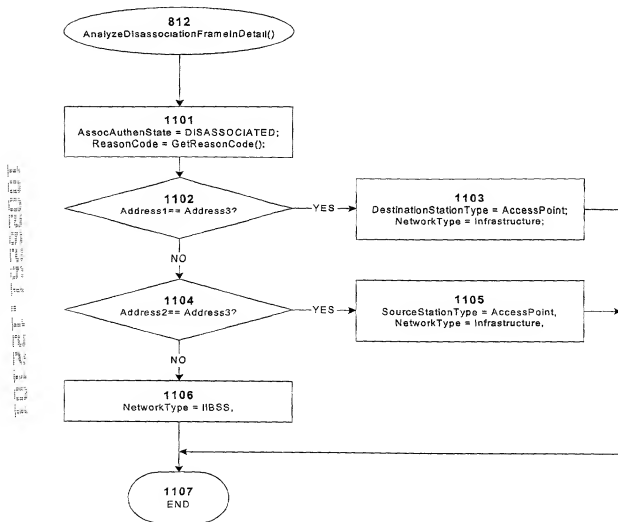 812
AnalyzeDisassociationFrameInDetail()
1101
AssocAuthenState = DISASSOCIATED;
ReasonCode = GetReasonCode();
1102
Address1== Address3?
YES
1103
DestinationStationType = AccessPoint;
NetworkType = Infrastructure;
NO
1104
Address2== Address3?
YES
1105
SourceStationType = AccessPoint,
NetworkType = Infrastructure,
NO
1106
NetworkType = IIBSS,
1107
END